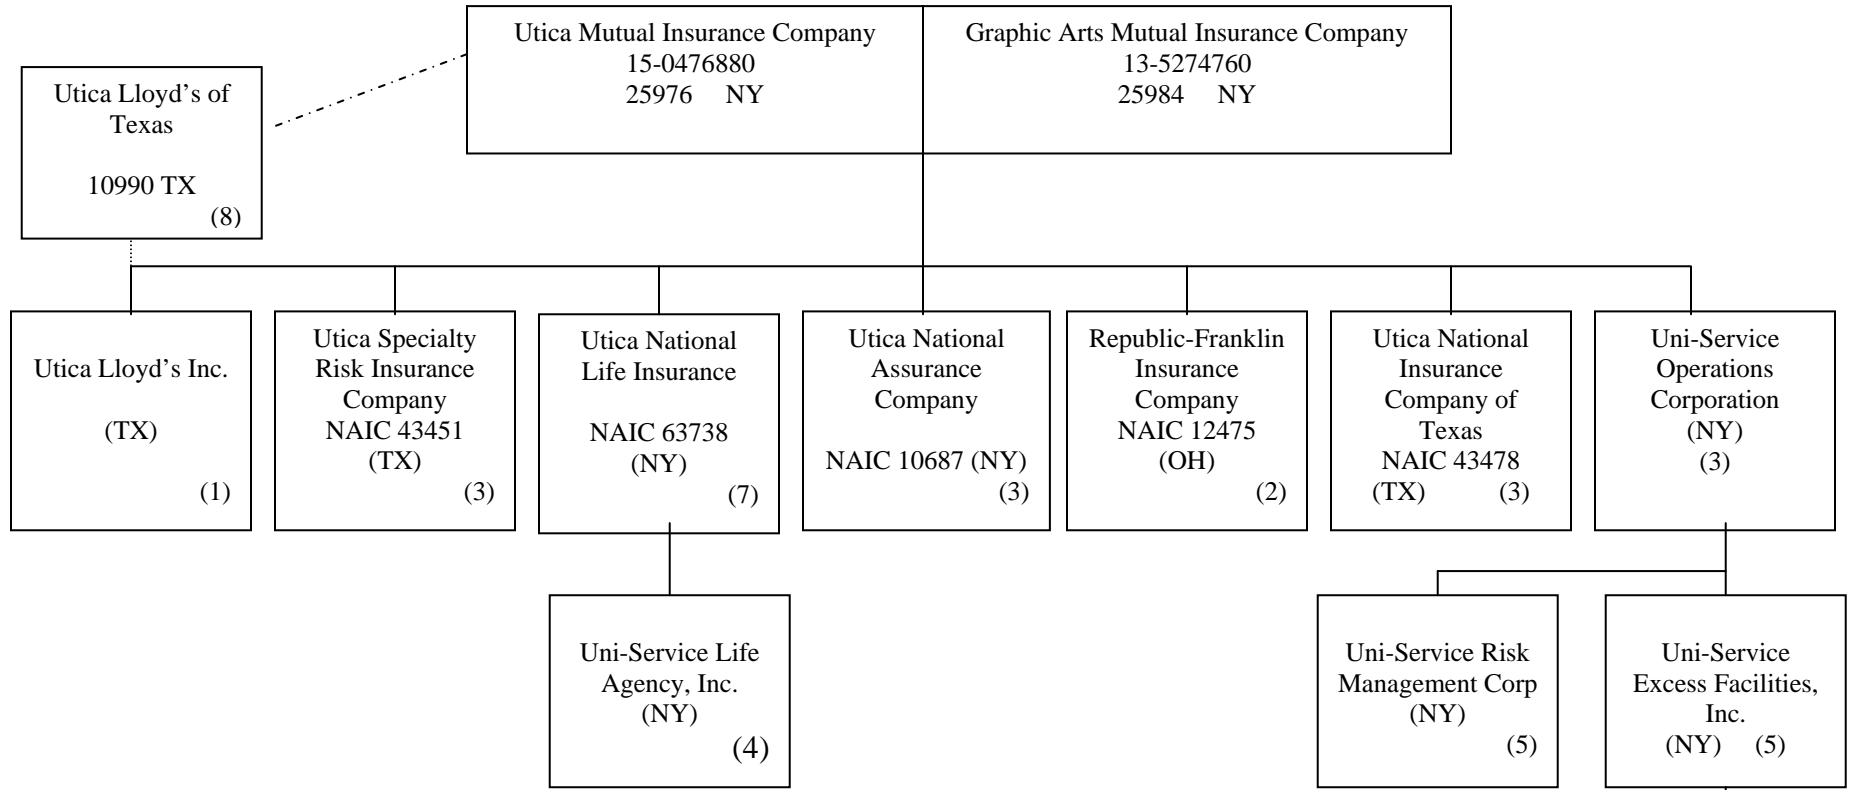 Utica Mutual Insurance Company
15-0476880
25976 NY
Graphic Arts Mutual Insurance Company
13-5274760
25984 NY
Utica Lloyd’s of
Texas
10990 TX
(8)
Utica Lloyd’s Inc.
(TX)
(1)
Utica Specialty
Risk Insurance
Company
NAIC 43451
(TX)
(3)
Utica National
Life Insurance
NAIC 63738
(NY)
(7)
Utica National
Assurance
Company
NAIC 10687 (NY)
(3)
Republic-Franklin
Insurance
Company
NAIC 12475
(OH)
(2)
Utica National
Insurance
Company of
Texas
NAIC 43478
(TX) (3)
Uni-Service
Operations
Corporation
(NY)
(3)
Uni-Service Life
Agency, Inc.
(NY)
(4)
Uni-Service Risk
Management Corp
(NY)
(5)
Uni-Service
Excess Facilities,
Inc.
(NY) (5)